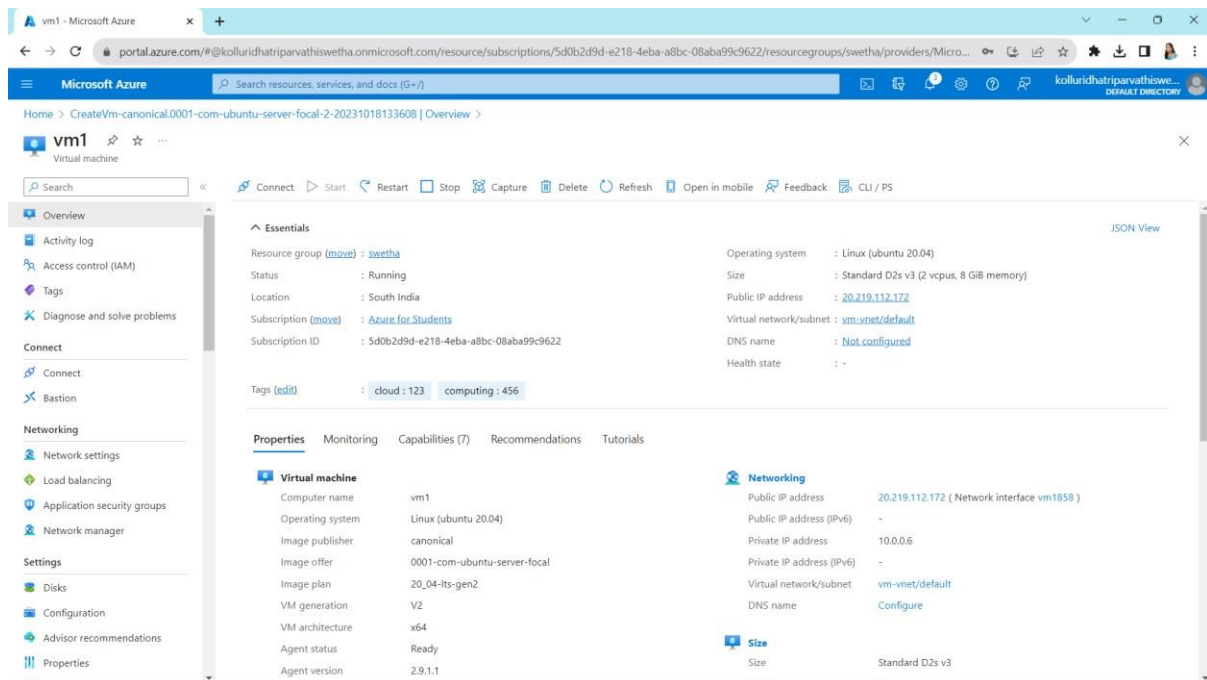 vm1 - Microsoft Azure
portal.azure.com/#@kolluridhatriparvathiswetha.onmicrosoft.com/resource/subscriptions/5d0b2d9d-e218-4eba-a8bc-08aba99c9622/resourcegroups/swetha/providers/Micro...
Microsoft Azure
Search resources, services, and docs (G+/)
3
kolluridhatriparvathiswe...
DEFAULT DIRECTORY
Home > CreateVm-canonical.0001-com-ubuntu-server-focal-2-20231018133608 | Overview >
vm1
Virtual machine
Search
Connect Start Restart Stop Capture Delete Refresh Open in mobile Feedback CLI / PS
Overview
Activity log
Access control (IAM)
Tags
Diagnose and solve problems
Connect
Connect
Bastion
Networking
Network settings
Load balancing
Application security groups
Network manager
Settings
Disks
Configuration
Advisor recommendations
Properties
Essentials
JSON View
Resource group (move) : swetha
Status : Running
Location : South India
Subscription (move) : Azure for Students
Subscription ID : 5d0b2d9d-e218-4eba-a8bc-08aba99c9622
Operating system : Linux (ubuntu 20.04)
Size : Standard D2s v3 (2 vcpus, 8 GiB memory)
Public IP address : 20.219.112.172
Virtual network/subnet : vm-vnet/default
DNS name : Not configured
Health state : -
Tags (edit) : cloud : 123 computing : 456
Properties Monitoring Capabilities (7) Recommendations Tutorials
Virtual machine
Computer name vm1
Operating system Linux (ubuntu 20.04)
Image publisher canonical
Image offer 0001-com-ubuntu-server-focal
Image plan 20_04-lts-gen2
VM generation V2
VM architecture x64
Agent status Ready
Agent version 2.9.1.1
Networking
Public IP address 20.219.112.172 ( Network interface vm1858 )
Public IP address (IPv6) -
Private IP address 10.0.0.6
Private IP address (IPv6) -
Virtual network/subnet vm-vnet/default
DNS name Configure
Size
Size Standard D2s v3